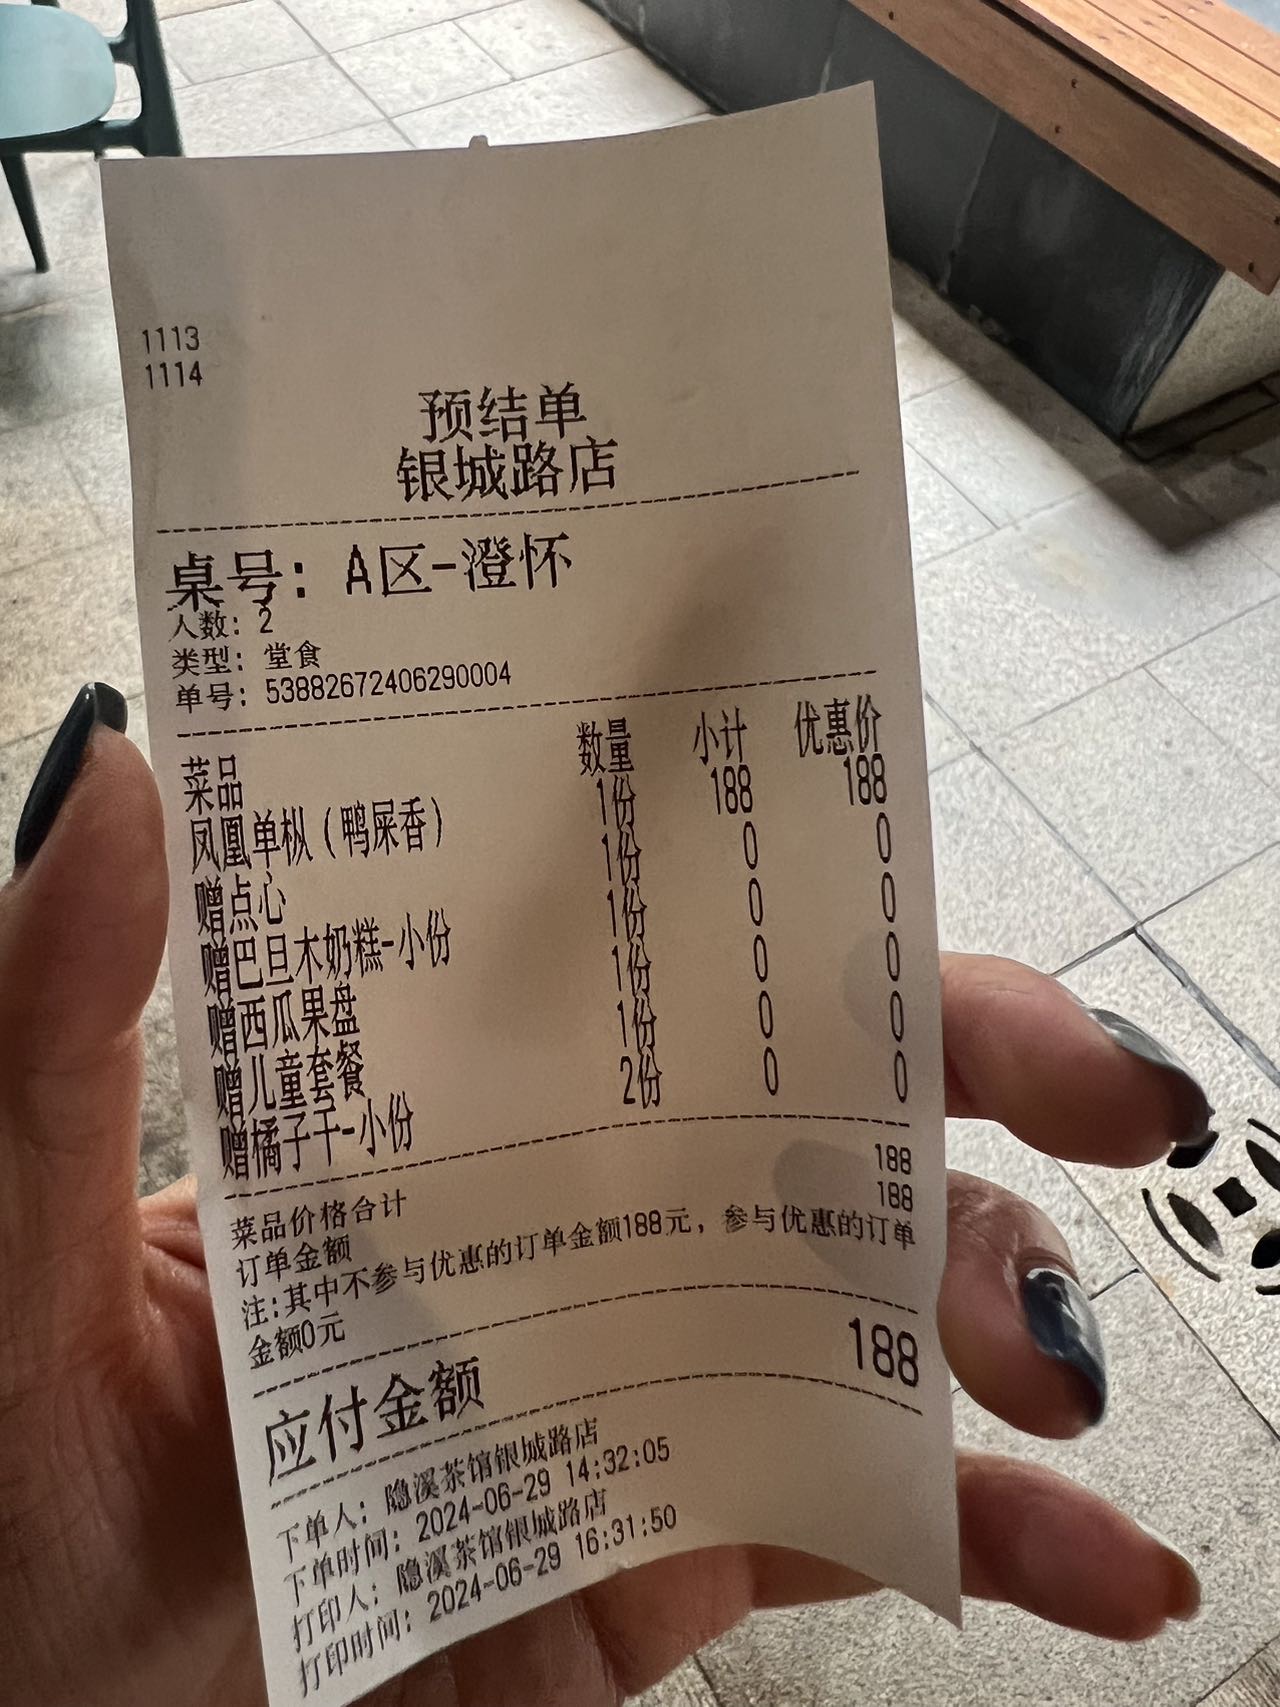 1113
1114
预结单
银城路店
桌号：A区-澄怀
人数：2
类型：堂食
单号：53882672406290004
菜品 数量 小计 优惠价
凤凰单枞（鸭屎香） 1份 188 188
赠点心 1份 0 0
赠巴旦木奶糕-小份 1份 0 0
赠西瓜果盘 1份 0 0
赠儿童套餐 1份 0 0
赠橘子干-小份 2份 0 0
菜品价格合计 188
订单金额 188
注:其中不参与优惠的订单金额188元，参与优惠的订单
金额0元
应付金额 188
下单人：隐溪茶馆银城路店
下单时间：2024-06-29 14:32:05
打印人：隐溪茶馆银城路店
打印时间：2024-06-29 16:31:50